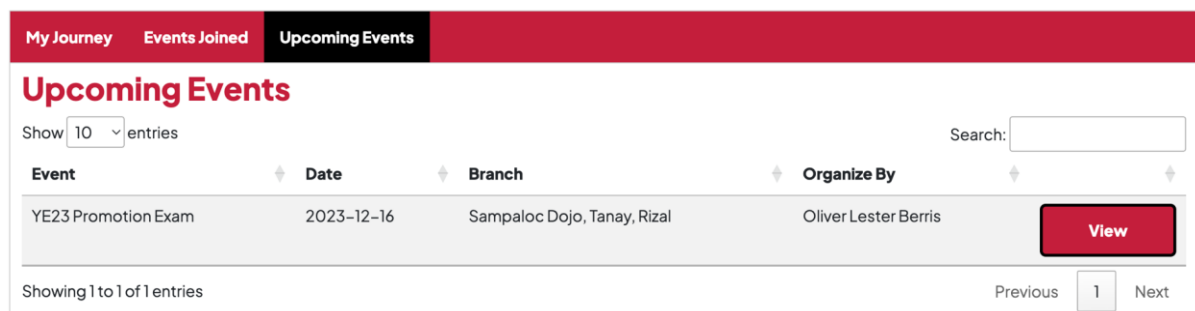 My Journey Events Joined Upcoming Events
Upcoming Events
Show 10 entries Search:
Event Date Branch Organize By
YE23 Promotion Exam 2023-12-16 Sampaloc Dojo, Tanay, Rizal Oliver Lester Berris View
Showing 1 to 1 of 1 entries Previous 1 Next